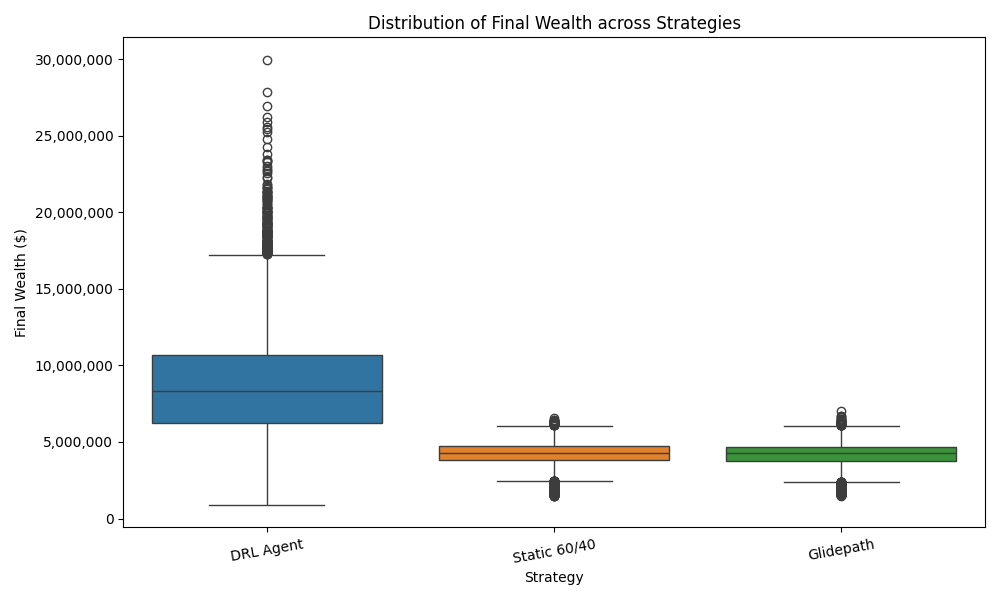 Distribution of Final Wealth across Strategies
30,000,000
25,000,000
20,000,000
15,000,000
10,000,000
5,000,000
0
Final Wealth ($)
DRL Agent
Static 60/40
Glidepath
Strategy